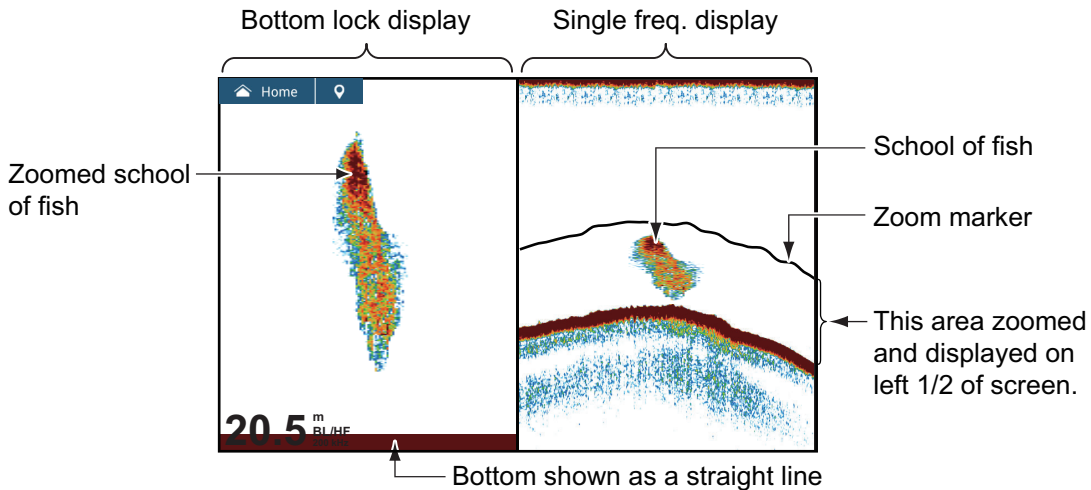 Bottom lock display
Single freq. display
Home
Zoomed school
of fish
School of fish
Zoom marker
This area zoomed
and displayed on
left 1/2 of screen.
20.5
m
BL/HF
Bottom shown as a straight line